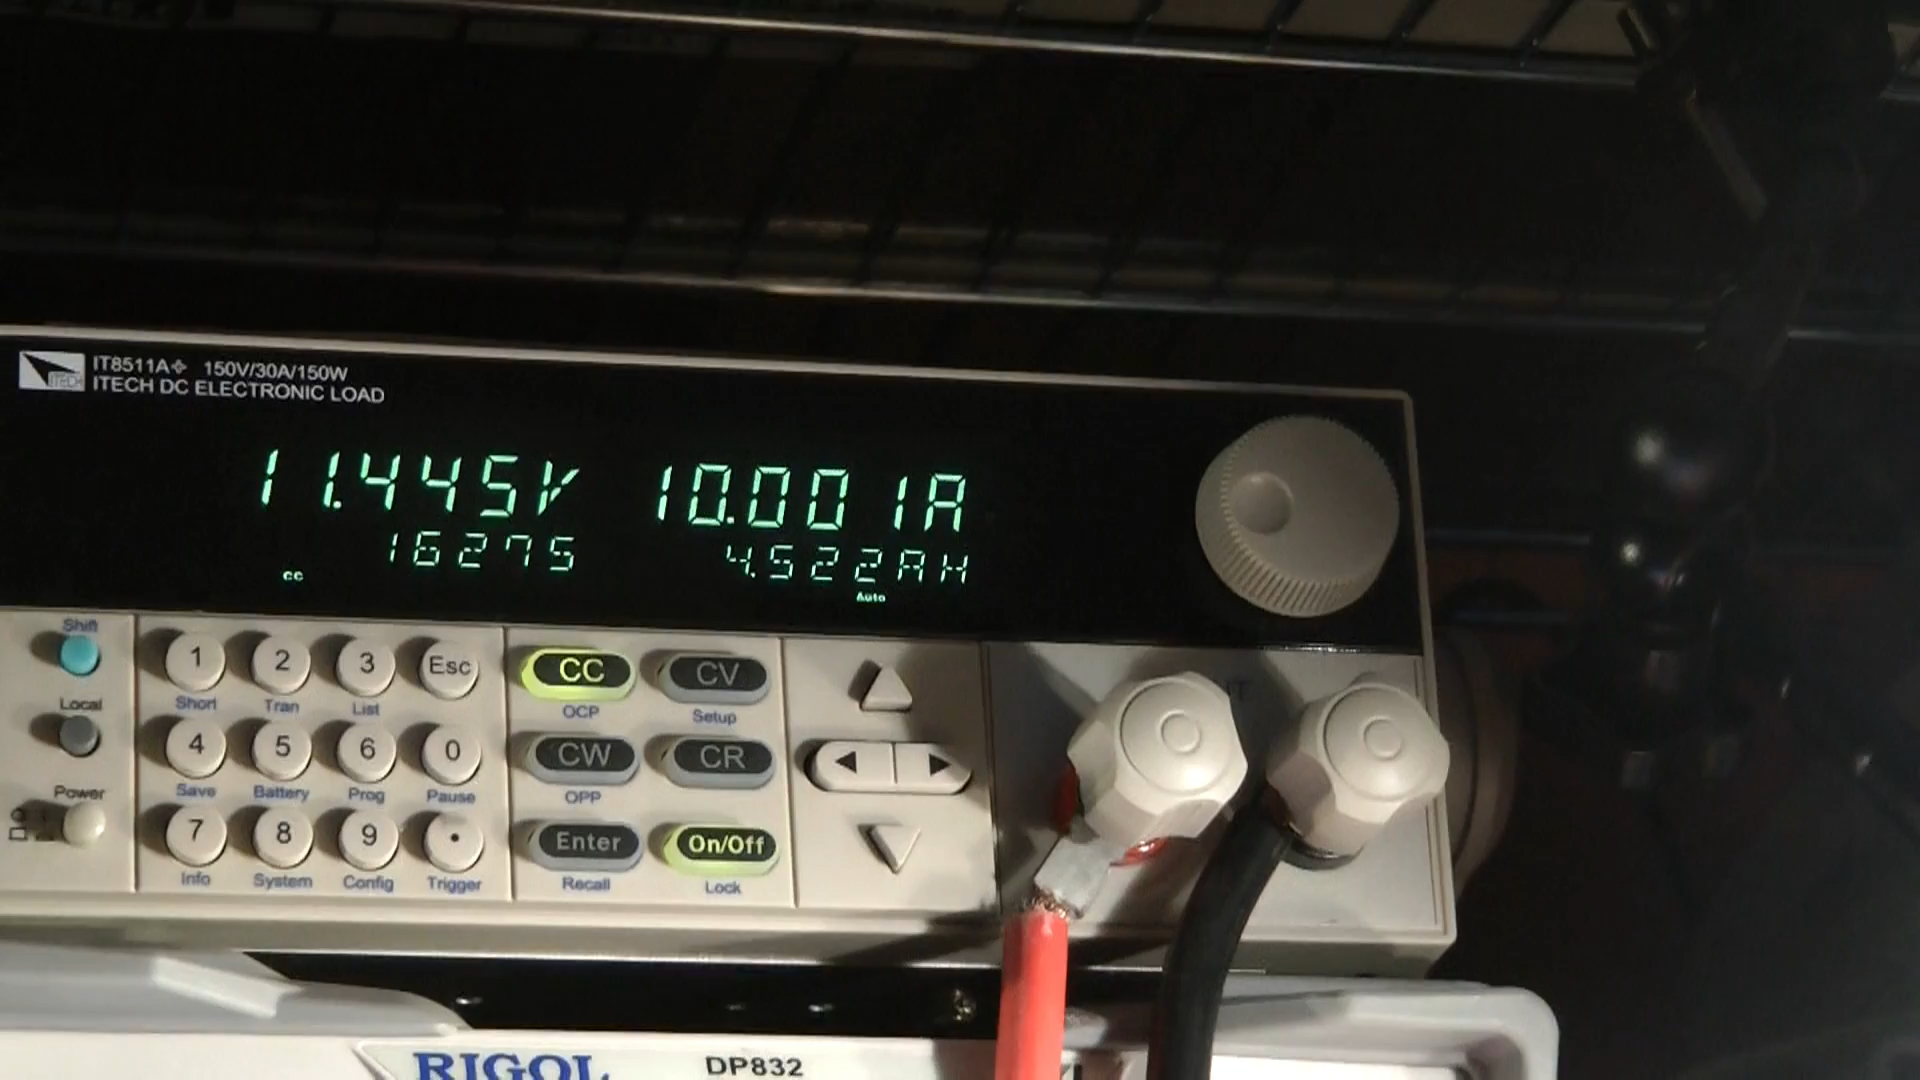 IT8511A+ 150V/30A/150W
ITECH
ITECH DC ELECTRONIC LOAD
11.445V 10.001A
1627S 4.522AH
CC
Auto
Shift
Local
Power
1 2 3 Esc
Short Tran List
4 5 6 0
Save Battery Prog Pause
7 8 9 •
Info System Config Trigger
CC CV
OCP Setup
CW CR
OPP
Enter On/Off
Recall Lock
RIGOL DP832